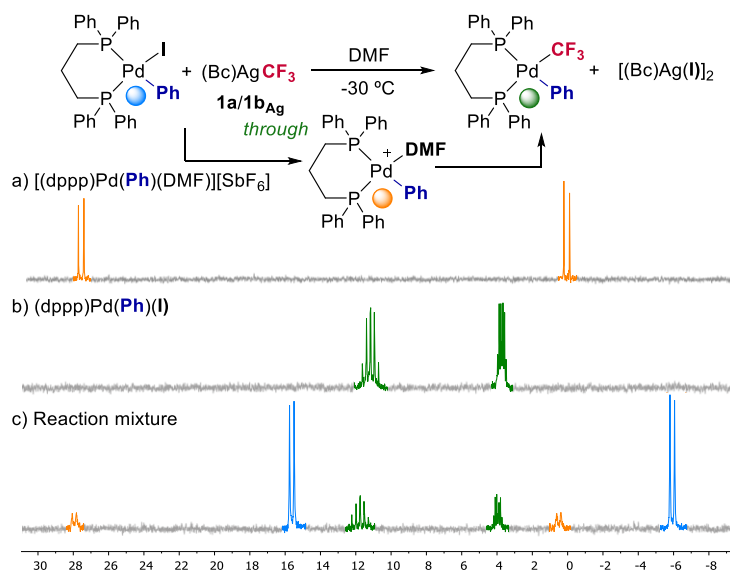 Ph Ph
P
I
Pd
Ph
P
Ph Ph
+ (Bc)AgCF3
1a/1bAg
through
DMF
-30 ºC
Ph Ph
P
CF3
Pd
Ph
P
Ph Ph
+ [(Bc)Ag(I)]2
Ph Ph
P
+
DMF
Pd
Ph
P
Ph Ph
a) [(dppp)Pd(Ph)(DMF)][SbF6]
b) (dppp)Pd(Ph)(I)
c) Reaction mixture
30 28 26 24 22 20 18 16 14 12 10 8 6 4 2 0 -2 -4 -6 -8